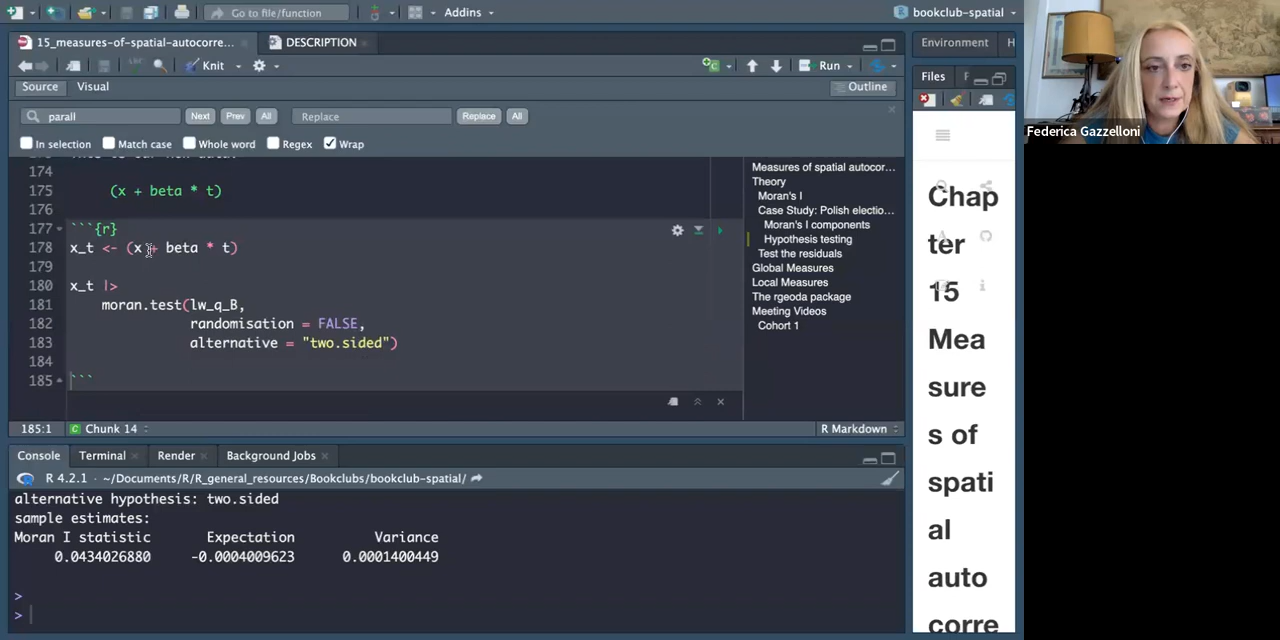 Go to file/function
Addins
bookclub-spatial
15_measures-of-spatial-autocorre...
DESCRIPTION
Environment
H
Knit
Run
Files
Source
Visual
Outline
parall
Next
Prev
All
Replace
Replace
All
In selection
Match case
Whole word
Regex
Wrap
Federica Gazzelloni
174
175 (x + beta * t)
176
177 ```{r}
178 x_t <- (x + beta * t)
179
180 x_t |>
181 moran.test(lw_q_B,
182 randomisation = FALSE,
183 alternative = "two.sided")
184
185 ```
185:1
Chunk 14
R Markdown
Measures of spatial autocor...
Theory
Moran's I
Case Study: Polish electio...
Moran's I components
Hypothesis testing
Test the residuals
Global Measures
Local Measures
The rgeoda package
Meeting Videos
Cohort 1
Chap
ter
15
Mea
sure
s of
spati
al
auto
corre
Console
Terminal
Render
Background Jobs
R 4.2.1 · ~/Documents/R/R_general_resources/Bookclubs/bookclub-spatial/
alternative hypothesis: two.sided
sample estimates:
Moran I statistic Expectation Variance
0.0434026880 -0.0004009623 0.0001400449
>
>